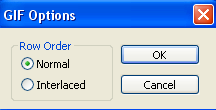 GIF Options
Row Order
Normal
Interlaced
OK
Cancel